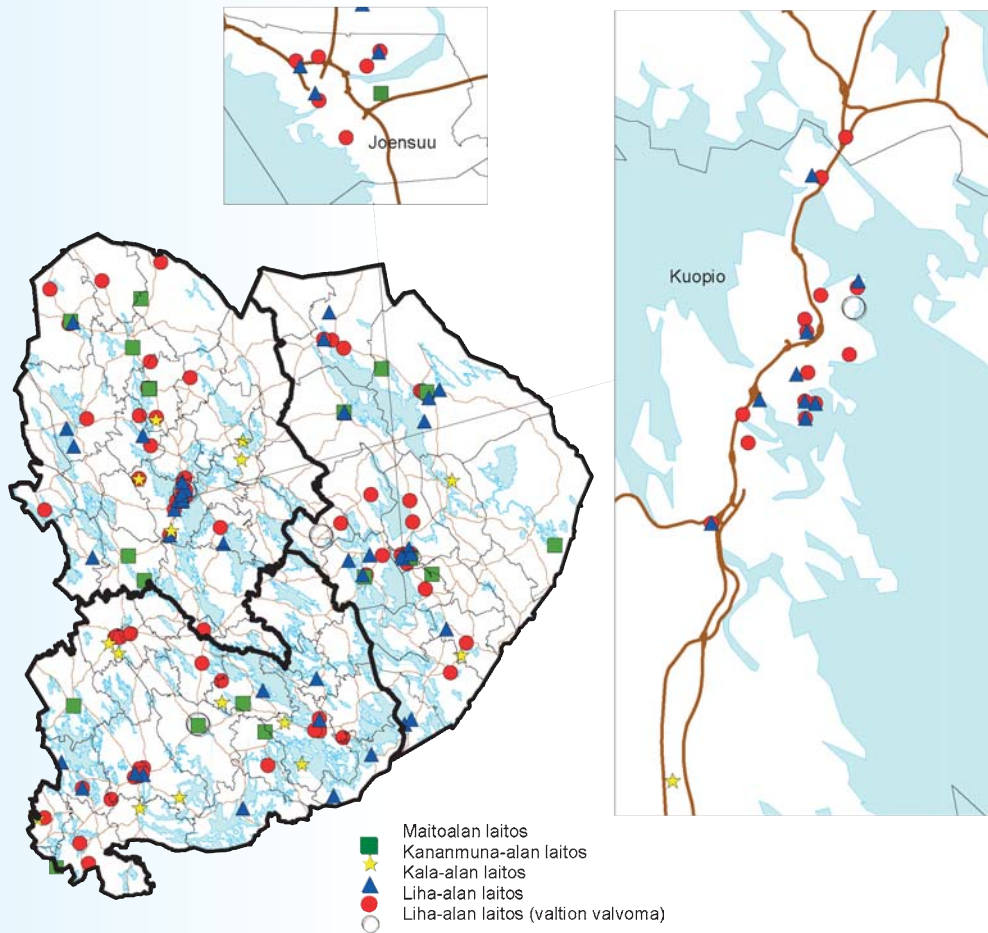 Joensuu
Kuopio
Maitoalan laitos
Kananmuna-alan laitos
Kala-alan laitos
Liha-alan laitos
Liha-alan laitos (valtion valvoma)